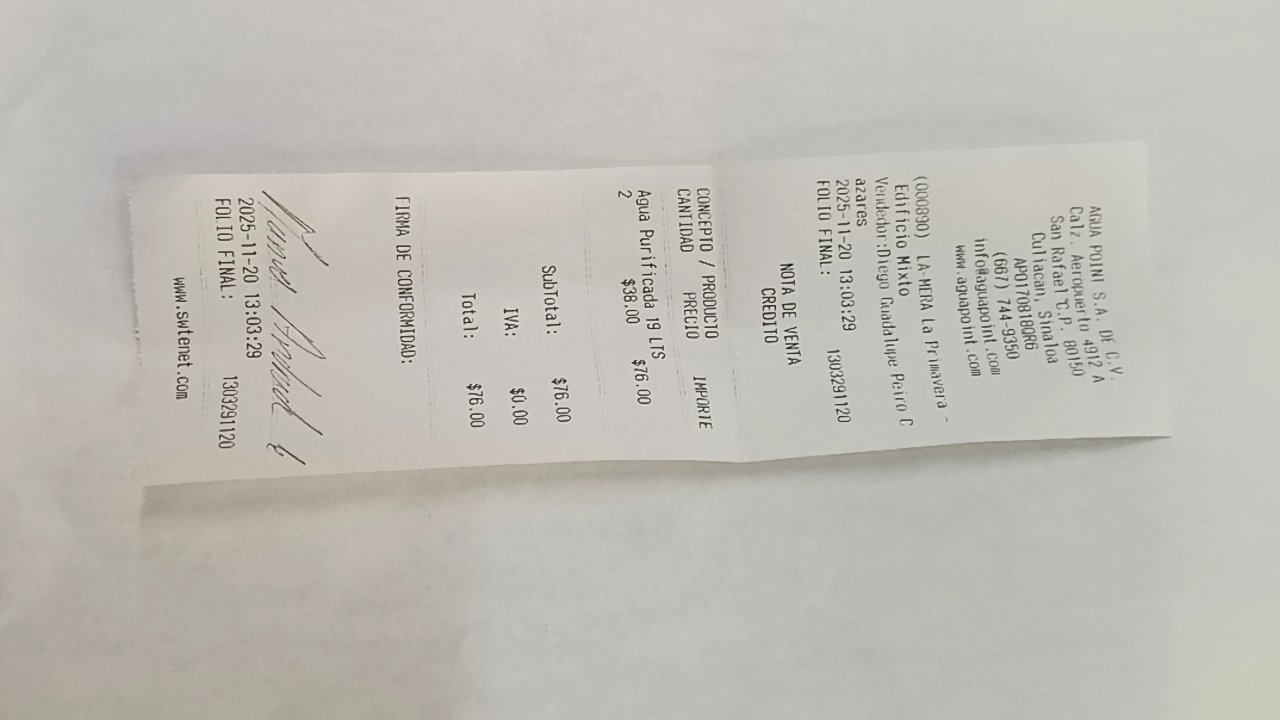 AGUA POINT S.A. DE C.V.
Calz. Aeropuerto 4912 A
San Rafael C.P. 80150
Culiacan, Sinaloa
APO170818QR6
(667) 744-9350
info@aguapoint.com
www.aguapoint.com
(000890) LA-MERA La Primavera -
Edificio Mixto
Vendedor:Diego Guadalupe Peiro C
azares
2025-11-20 13:03:29
FOLIO FINAL: 1303291120
NOTA DE VENTA
CREDITO
CONCEPTO / PRODUCTO
CANTIDAD PRECIO IMPORTE
Agua Purificada 19 LTS
2 $38.00 $76.00
SubTotal: $76.00
IVA: $0.00
Total: $76.00
FIRMA DE CONFORMIDAD:
2025-11-20 13:03:29
FOLIO FINAL: 1303291120
www.swtenet.com